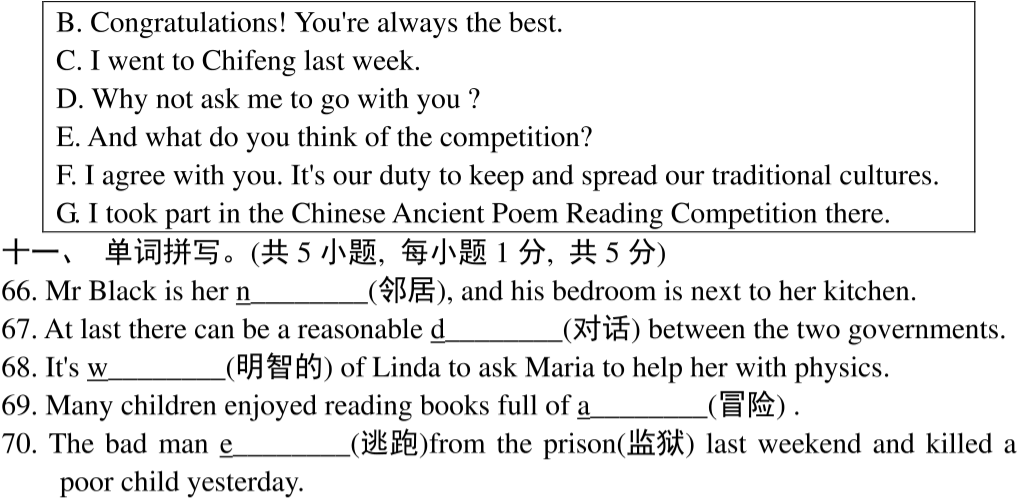 B. Congratulations! You're always the best.
C. I went to Chifeng last week.
D. Why not ask me to go with you ?
E. And what do you think of the competition?
F. I agree with you. It's our duty to keep and spread our traditional cultures.
G. I took part in the Chinese Ancient Poem Reading Competition there.
十一、 单词拼写。(共 5 小题, 每小题 1 分, 共 5 分)
66. Mr Black is her n________(邻居), and his bedroom is next to her kitchen.
67. At last there can be a reasonable d________(对话) between the two governments.
68. It's w________(明智的) of Linda to ask Maria to help her with physics.
69. Many children enjoyed reading books full of a________(冒险) .
70. The bad man e________(逃跑)from the prison(监狱) last weekend and killed a
poor child yesterday.